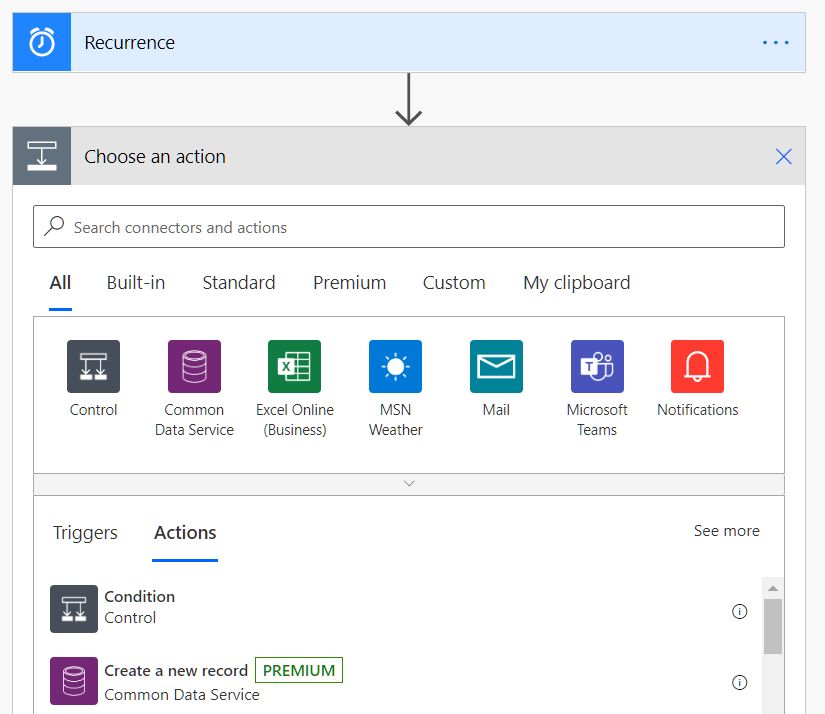 Recurrence
Choose an action
Search connectors and actions
All Built-in Standard Premium Custom My clipboard
Control Common Data Service Excel Online (Business) MSN Weather Mail Microsoft Teams Notifications
Triggers Actions See more
Condition
Control
Create a new record PREMIUM
Common Data Service